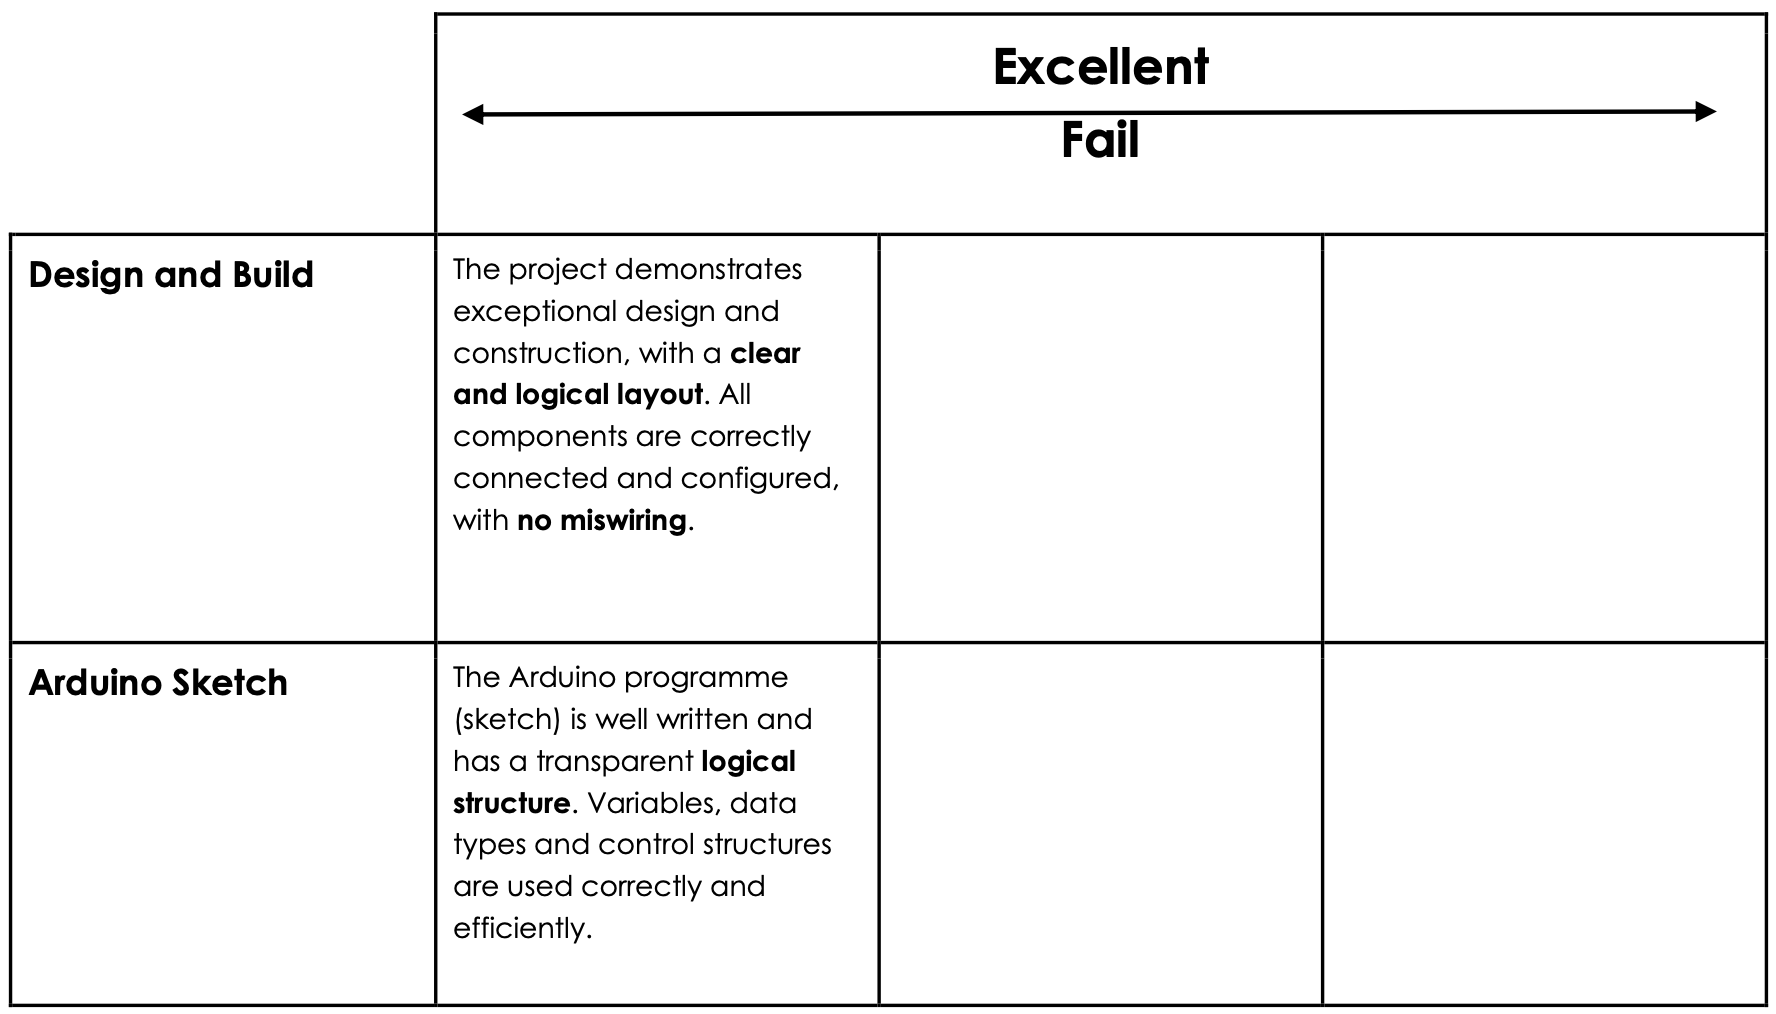 Excellent
Fail
Design and Build
The project demonstrates
exceptional design and
construction, with a clear
and logical layout. All
components are correctly
connected and configured,
with no miswiring.
Arduino Sketch
The Arduino programme
(sketch) is well written and
has a transparent logical
structure. Variables, data
types and control structures
are used correctly and
efficiently.